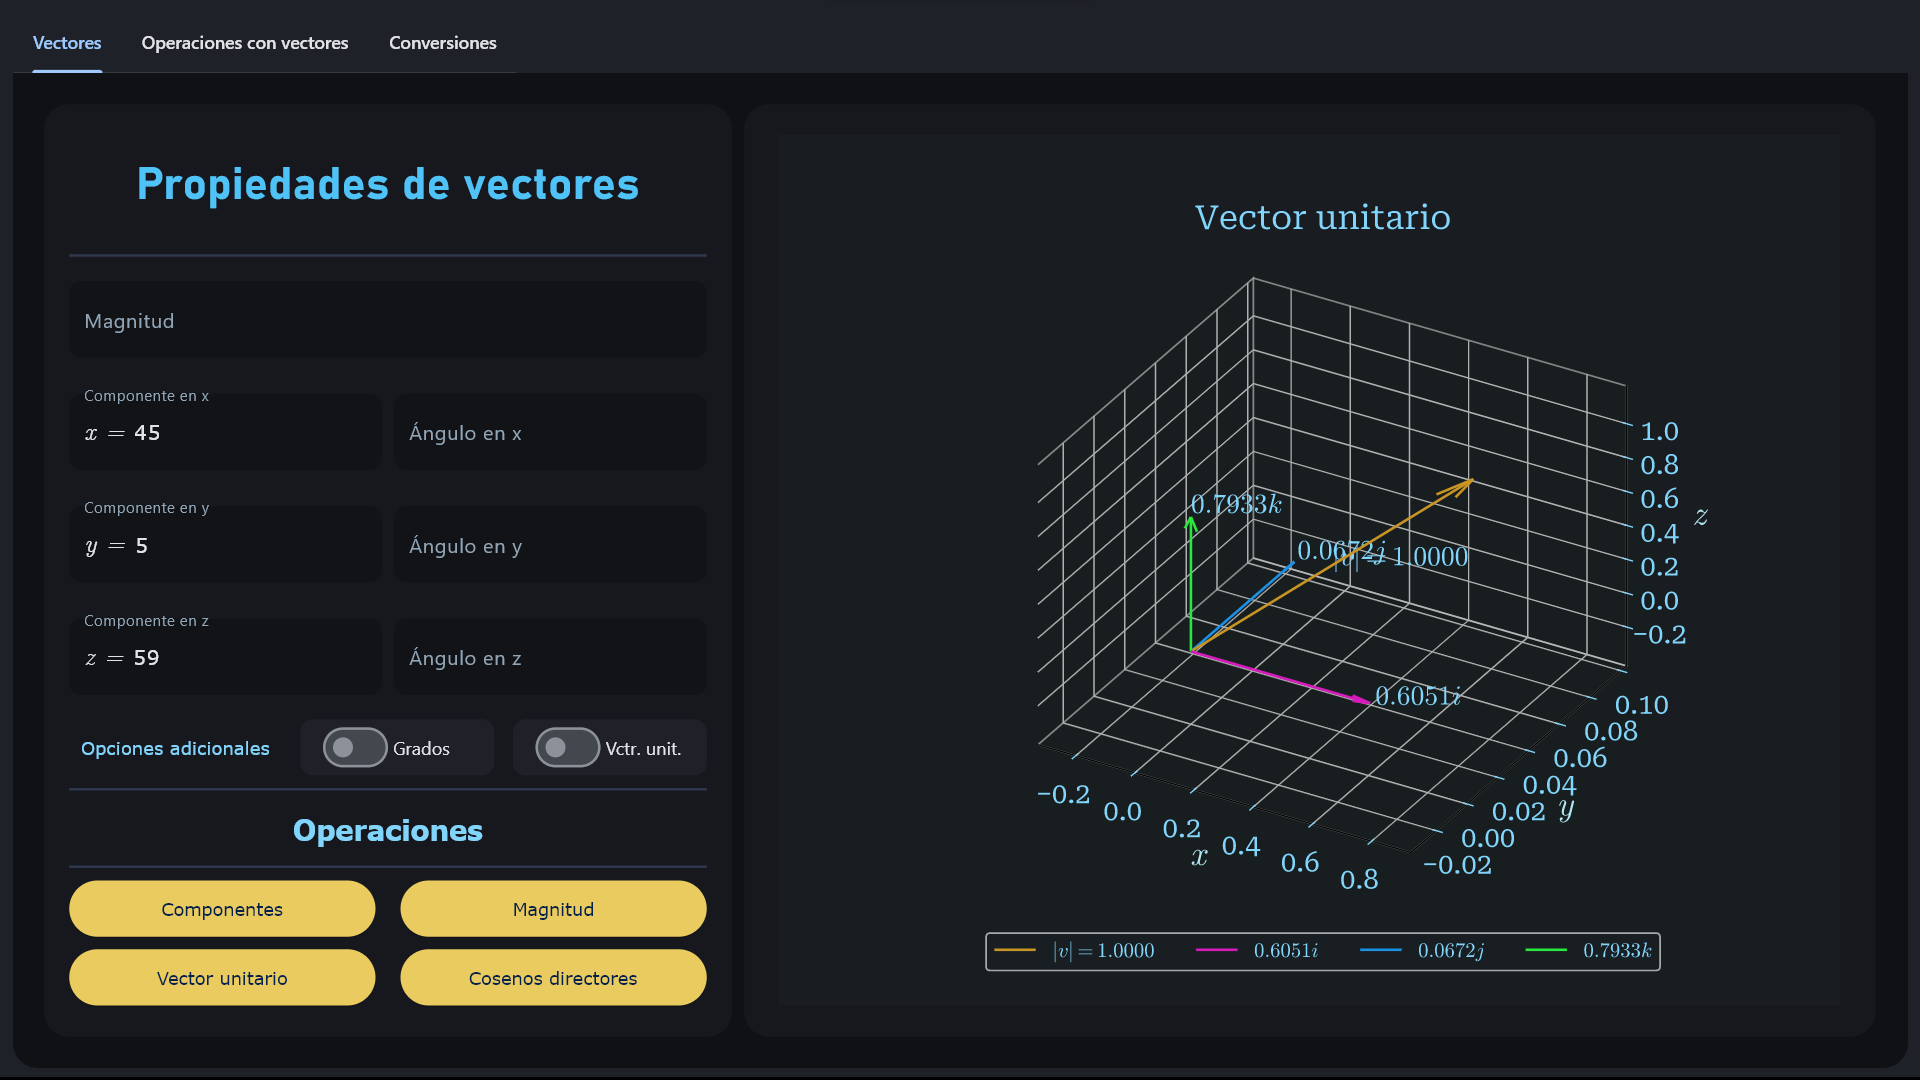 Vectores Operaciones con vectores Conversiones
Propiedades de vectores
Magnitud
Componente en x
x = 45
Ángulo en x
Componente en y
y = 5
Ángulo en y
Componente en z
z = 59
Ángulo en z
Opciones adicionales Grados Vctr. unit.
Operaciones
Componentes Magnitud
Vector unitario Cosenos directores
Vector unitario
0.7933k
0.0672j
|v| = 1.0000
0.6051i
1.0
0.8
0.6
0.4
0.2
0.0
−0.2
z
0.10
0.08
0.06
0.04
0.02
0.00
−0.02
y
−0.2
0.0
0.2
0.4
0.6
0.8
x
|v| = 1.0000 0.6051i 0.0672j 0.7933k